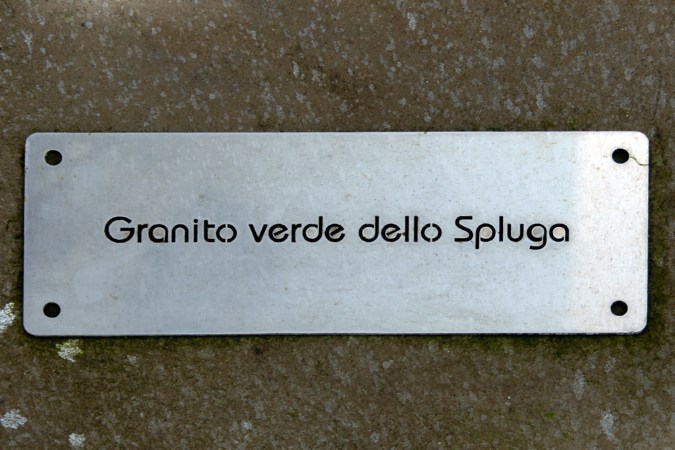 Granito verde dello Spluga